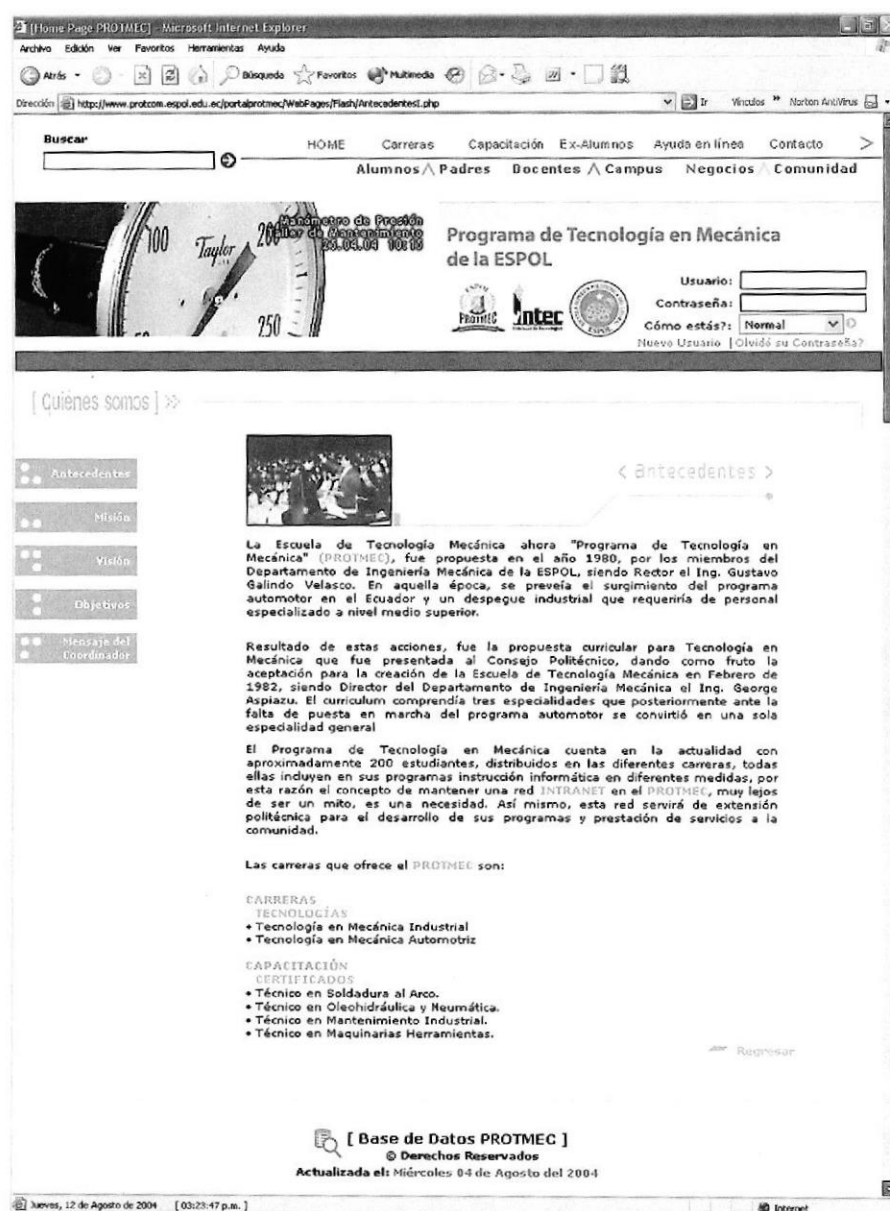 [Home Page PROTMEC] - Microsoft Internet Explorer
Archivo Edición Ver Favoritos Herramientas Ayuda
Atrás Búsqueda Favoritos Multimedia
Dirección http://www.protcom.espol.edu.ec/portalprotmec/WebPages/Flash/Antecedentes1.php Ir Vínculos » Norton AntiVirus
Buscar
HOME Carreras Capacitación Ex-Alumnos Ayuda en línea Contacto >
Alumnos Padres Docentes Campus Negocios Comunidad
100 Taylor 200
250
Manómetro de Presión
Taller de Mantenimiento
Programa de Tecnología en Mecánica
de la ESPOL
ESPOL
PROTMEC intec ESPOL
Usuario:
Contraseña:
Cómo estás?: Normal
Nuevo Usuario | Olvidó su Contraseña?
[ Quiénes somos ] >>
Antecedentes
Misión
Visión
Objetivos
Mensaje del
Coordinador
< Antecedentes >
La Escuela de Tecnología Mecánica ahora "Programa de Tecnología en
Mecánica" (PROTMEC), fue propuesta en el año 1980, por los miembros del
Departamento de Ingeniería Mecánica de la ESPOL, siendo Rector el Ing. Gustavo
Galindo Velasco. En aquella época, se preveía el surgimiento del programa
automotor en el Ecuador y un despegue industrial que requeriría de personal
especializado a nivel medio superior.
Resultado de estas acciones, fue la propuesta curricular para Tecnología en
Mecánica que fue presentada al Consejo Politécnico, dando como fruto la
aceptación para la creación de la Escuela de Tecnología Mecánica en Febrero de
1982, siendo Director del Departamento de Ingeniería Mecánica el Ing. George
Aspiazu. El curriculum comprendía tres especialidades que posteriormente ante la
falta de puesta en marcha del programa automotor se convirtió en una sola
especialidad general
El Programa de Tecnología en Mecánica cuenta en la actualidad con
aproximadamente 200 estudiantes, distribuidos en las diferentes carreras, todas
ellas incluyen en sus programas instrucción informática en diferentes medidas, por
esta razón el concepto de mantener una red INTRANET en el PROTMEC, muy lejos
de ser un mito, es una necesidad. Así mismo, esta red servirá de extensión
politécnica para el desarrollo de sus programas y prestación de servicios a la
comunidad.
Las carreras que ofrece el PROTMEC son:
CARRERAS
TECNOLOGÍAS
• Tecnología en Mecánica Industrial
• Tecnología en Mecánica Automotriz
CAPACITACIÓN
CERTIFICADOS
• Técnico en Soldadura al Arco.
• Técnico en Oleohidráulica y Neumática.
• Técnico en Mantenimiento Industrial.
• Técnico en Maquinarias Herramientas.
Regresar
[ Base de Datos PROTMEC ]
© Derechos Reservados
Actualizada el: Miércoles 04 de Agosto del 2004
Jueves, 12 de Agosto de 2004 [ 03:23:47 p.m. ] Internet